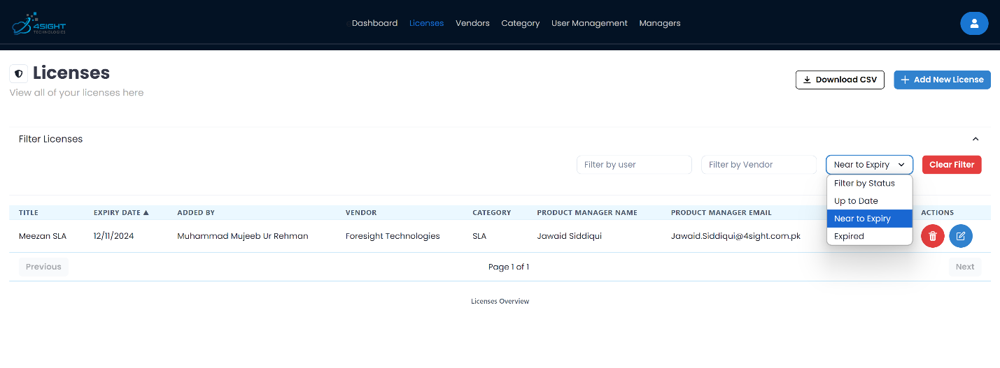 4SIGHT
TECHNOLOGIES
Dashboard Licenses Vendors Category User Management Managers
Licenses
View all of your licenses here
Download CSV
Add New License
Filter Licenses
Filter by user Filter by Vendor Near to Expiry Clear Filter
Filter by Status
Up to Date
Near to Expiry
Expired
TITLE EXPIRY DATE ▲ ADDED BY VENDOR CATEGORY PRODUCT MANAGER NAME PRODUCT MANAGER EMAIL ACTIONS
Meezan SLA 12/11/2024 Muhammad Mujeeb Ur Rehman Foresight Technologies SLA Jawaid Siddiqui Jawaid.Siddiqui@4sight.com.pk
Previous Page 1 of 1 Next
Licenses Overview